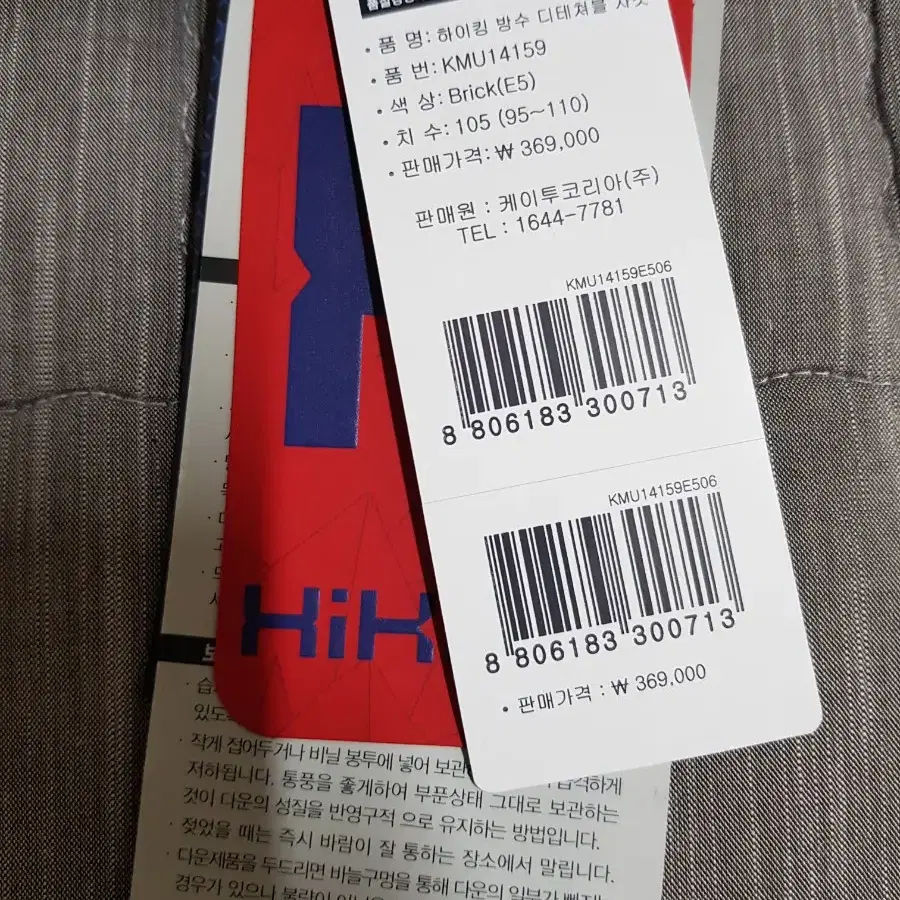 · 품 명: 하이킹 방수 디테쳐블 자켓
· 품 번: KMU14159
· 색 상: Brick(E5)
· 치 수: 105 (95~110)
· 판매가격: ₩ 369,000
판매원 : 케이투코리아(주)
TEL : 1644-7781
KMU14159E506
8 806183 300713
KMU14159E506
8 806183 300713
· 판매가격 : ₩ 369,000
HiK
있도
· 작게 접어두거나 비닐 봉투에 넣어 보관
저하됩니다. 통풍을 좋게하여 부푼상태 그대로 보관하는
것이 다운의 성질을 반영구적 으로 유지하는 방법입니다.
· 젖었을 때는 즉시 바람이 잘 통하는 장소에서 말립니다.
· 다운제품을 두드리면 바늘구멍을 통해 다운의 일부가
경우가 있으나